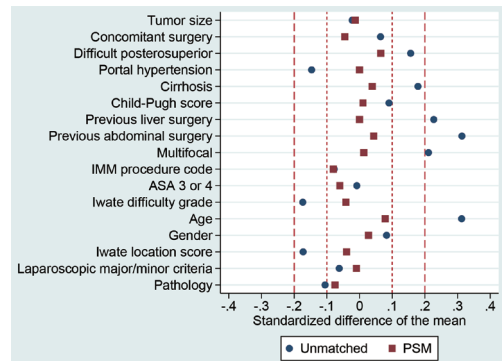 Tumor size
Concomitant surgery
Difficult posterosuperior
Portal hypertension
Cirrhosis
Child-Pugh score
Previous liver surgery
Previous abdominal surgery
Multifocal
IMM procedure code
ASA 3 or 4
Iwate difficulty grade
Age
Gender
Iwate location score
Laparoscopic major/minor criteria
Pathology
-.4 -.3 -.2 -.1 0 .1 .2 .3 .4
Standardized difference of the mean
Unmatched PSM